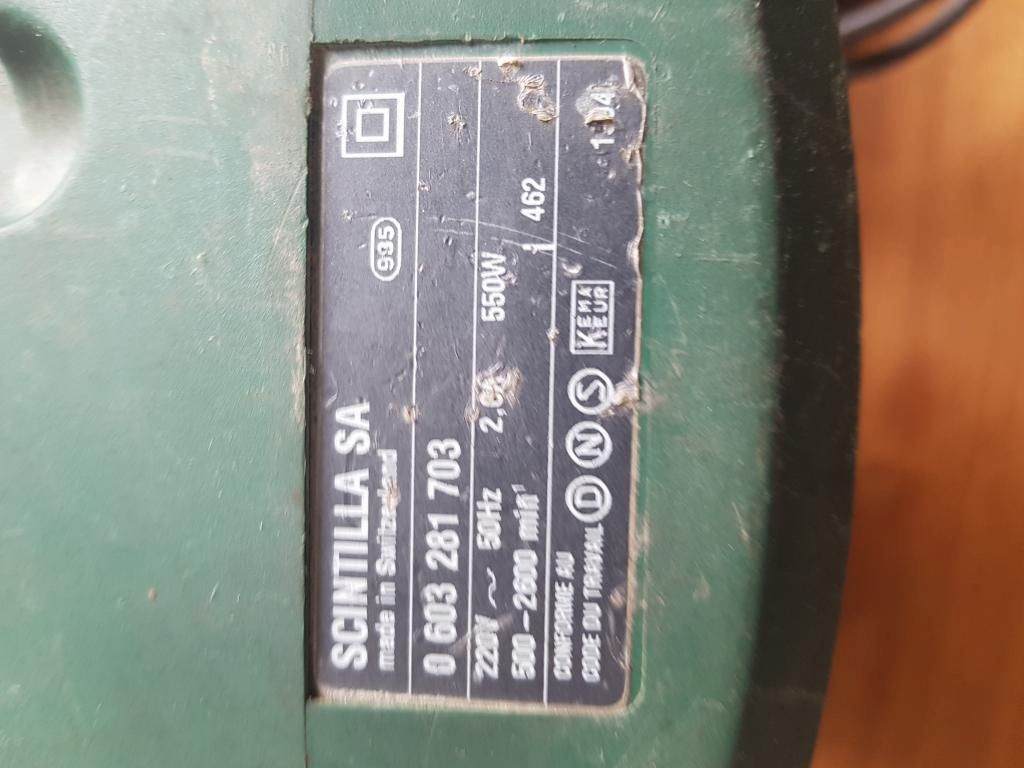 SCINTILLA SA
made in Switzerland
935
0 603 281 703
220V ~ 50Hz 550W
500–2600 min⁻¹ i 462
CONFORME AU
CODE DU TRAVAIL D N S KEMA KEUR